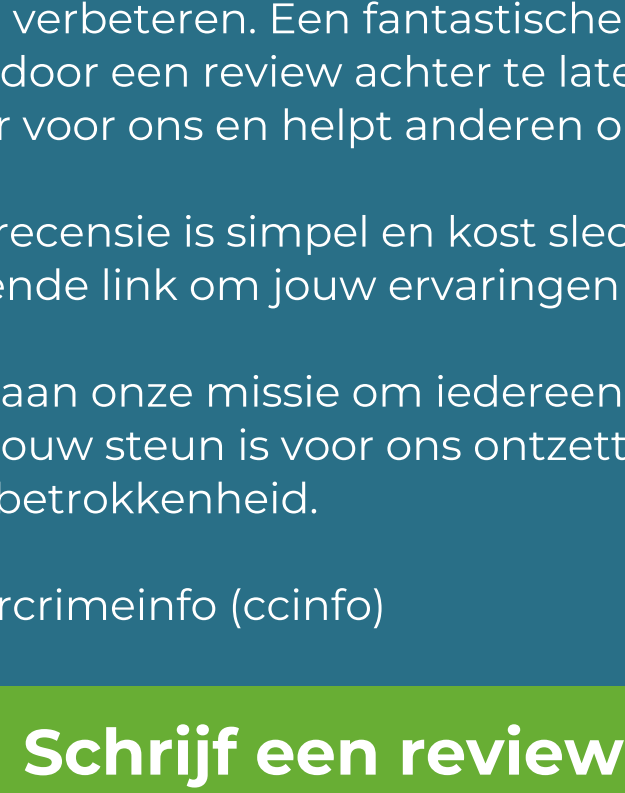 verbeteren. Een fantastische
door een review achter te late
r voor ons en helpt anderen o
recensie is simpel en kost slec
ende link om jouw ervaringen
aan onze missie om iedereen
ouw steun is voor ons ontzett
betrokkenheid.
rcrimeinfo (ccinfo)
Schrijf een review